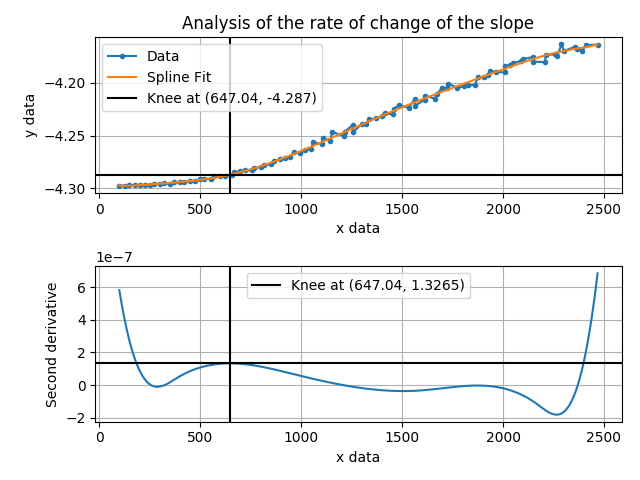 Analysis of the rate of change of the slope
y data
−4.20
−4.25
−4.30
Data
Spline Fit
Knee at (647.04, -4.287)
0 500 1000 1500 2000 2500
x data
1e−7
Second derivative
6
4
2
0
−2
Knee at (647.04, 1.3265)
0 500 1000 1500 2000 2500
x data